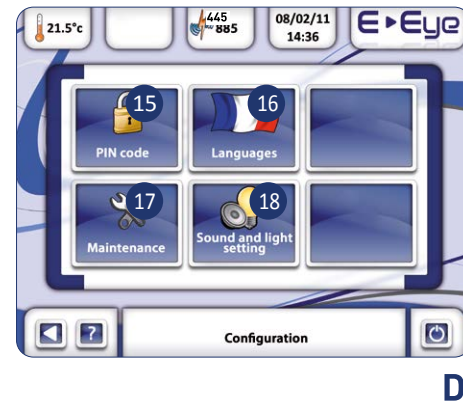 21.5°c
445
885
08/02/11
14:36
E Eye
15
16
PIN code
Languages
17
18
Maintenance
Sound and light
setting
?
Configuration
D